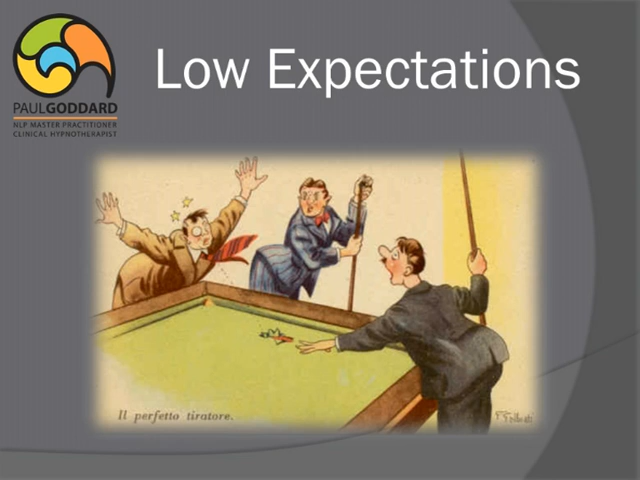 Low Expectations
PAULGODDARD
NLP MASTER PRACTITIONER
CLINICAL HYPNOTHERAPIST
Il perfetto tiratore.